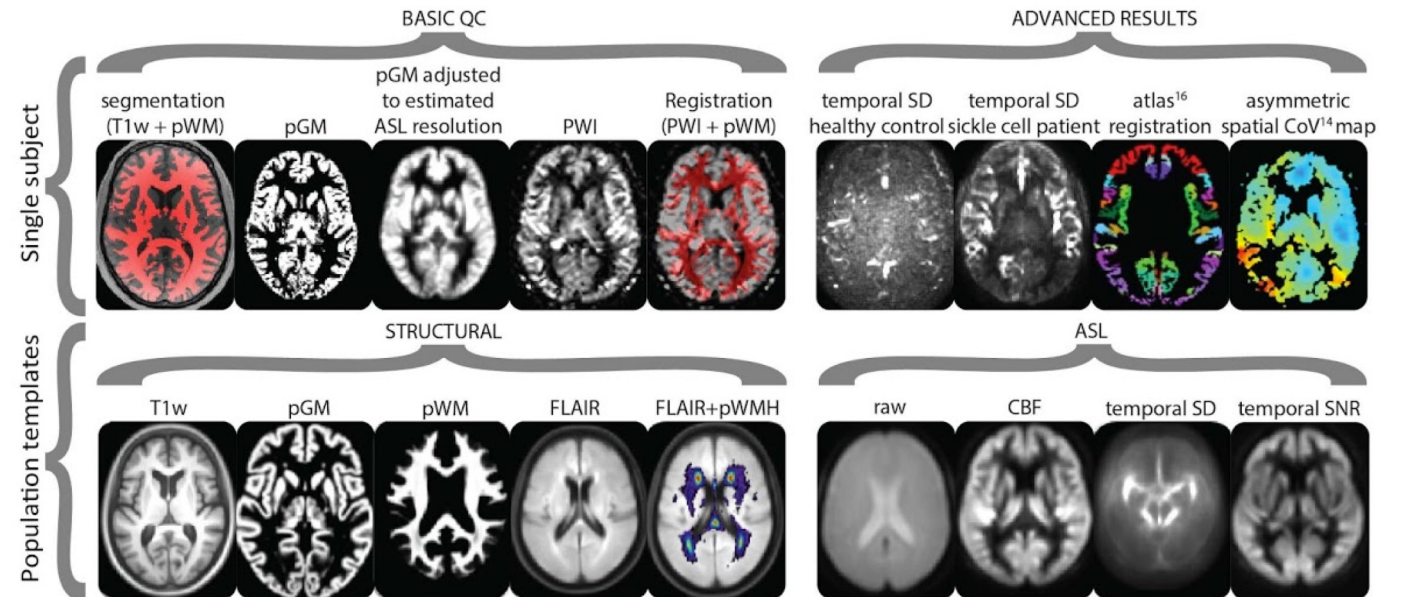 BASIC QC
ADVANCED RESULTS
Single subject
segmentation
(T1w + pWM)
pGM
pGM adjusted
to estimated
ASL resolution
PWI
Registration
(PWI + pWM)
temporal SD
healthy control
temporal SD
sickle cell patient
atlas¹⁶
registration
asymmetric
spatial CoV¹⁴ map
Population templates
STRUCTURAL
ASL
T1w
pGM
pWM
FLAIR
FLAIR+pWMH
raw
CBF
temporal SD
temporal SNR